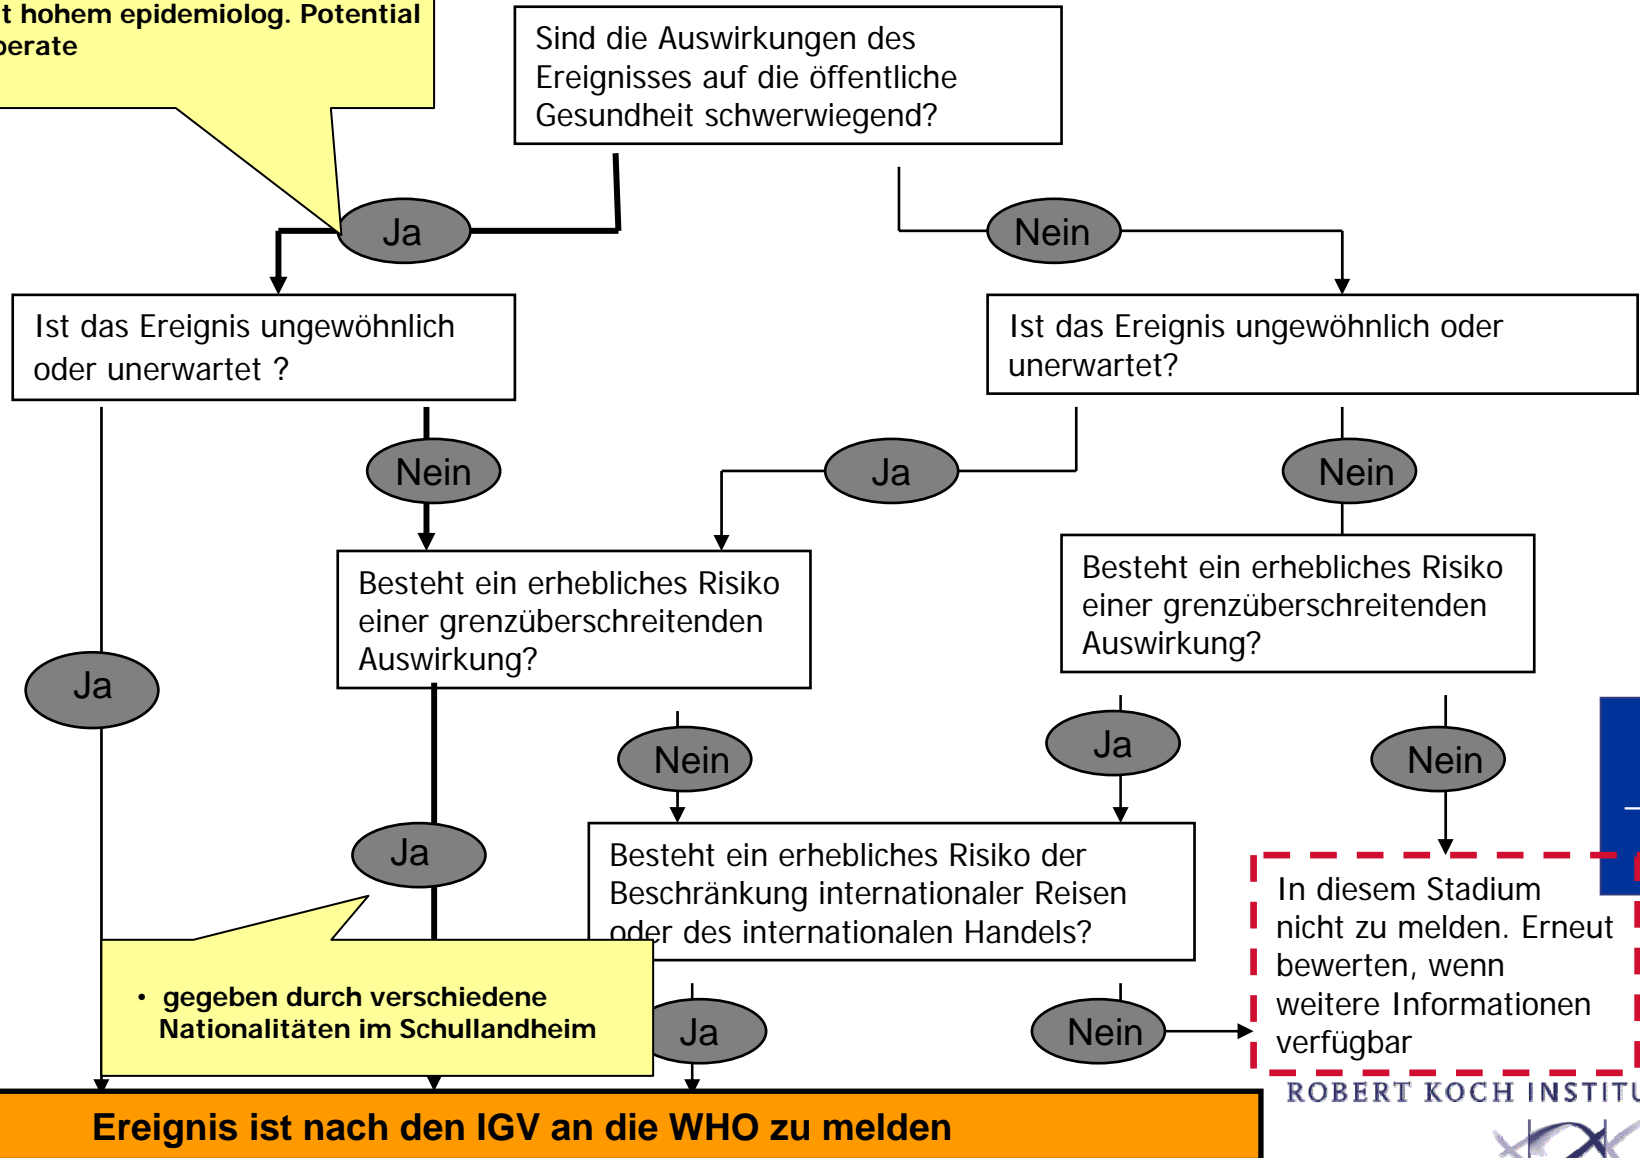 t hohem epidemiolog. Potential
perate
Sind die Auswirkungen des
Ereignisses auf die öffentliche
Gesundheit schwerwiegend?
Ja
Nein
Ist das Ereignis ungewöhnlich
oder unerwartet ?
Ist das Ereignis ungewöhnlich oder
unerwartet?
Nein
Ja
Nein
Besteht ein erhebliches Risiko
einer grenzüberschreitenden
Auswirkung?
Besteht ein erhebliches Risiko
einer grenzüberschreitenden
Auswirkung?
Ja
Nein
Ja
Nein
Ja
Besteht ein erhebliches Risiko der
Beschränkung internationaler Reisen
oder des internationalen Handels?
In diesem Stadium
nicht zu melden. Erneut
bewerten, wenn
weitere Informationen
verfügbar
• gegeben durch verschiedene
Nationalitäten im Schullandheim
Ja
Nein
ROBERT KOCH INSTITU
Ereignis ist nach den IGV an die WHO zu melden